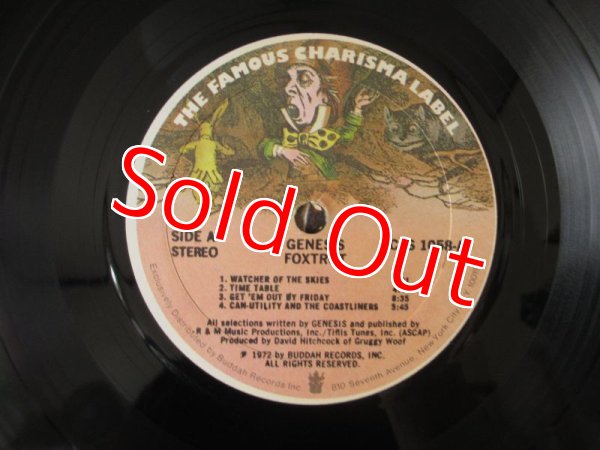 THE FAMOUS CHARISMA LABEL
Sold Out
SIDE A
STEREO
GENESIS
FOXTROT
CAS 1058-A
1. WATCHER OF THE SKIES
2. TIME TABLE
3. GET 'EM OUT BY FRIDAY 8:35
4. CAN-UTILITY AND THE COASTLINERS 5:45
All selections written by GENESIS and published by
R & M Music Productions, Inc./Tiflis Tunes, Inc. (ASCAP)
Produced by David Hitchcock of Gruggy Woof
℗ 1972 by BUDDAH RECORDS, INC.
ALL RIGHTS RESERVED.
Exclusively Distributed by Buddah Records Inc. 810 Seventh Avenue, New York City